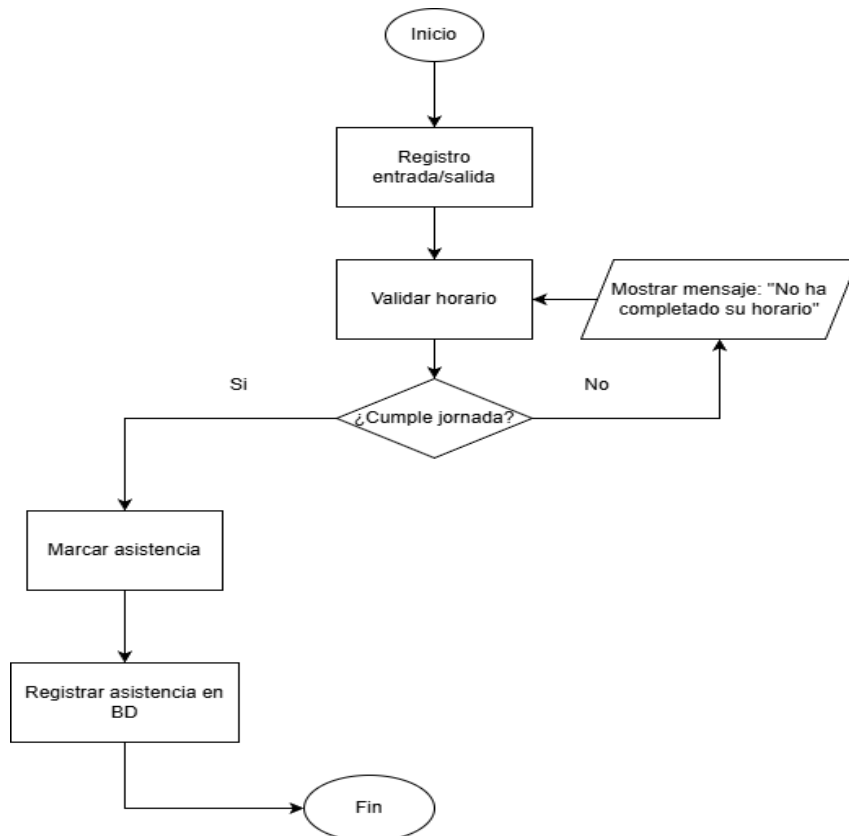 Inicio
Registro
entrada/salida
Validar horario
Mostrar mensaje: "No ha
completado su horario"
Si
No
¿Cumple jornada?
Marcar asistencia
Registrar asistencia en
BD
Fin